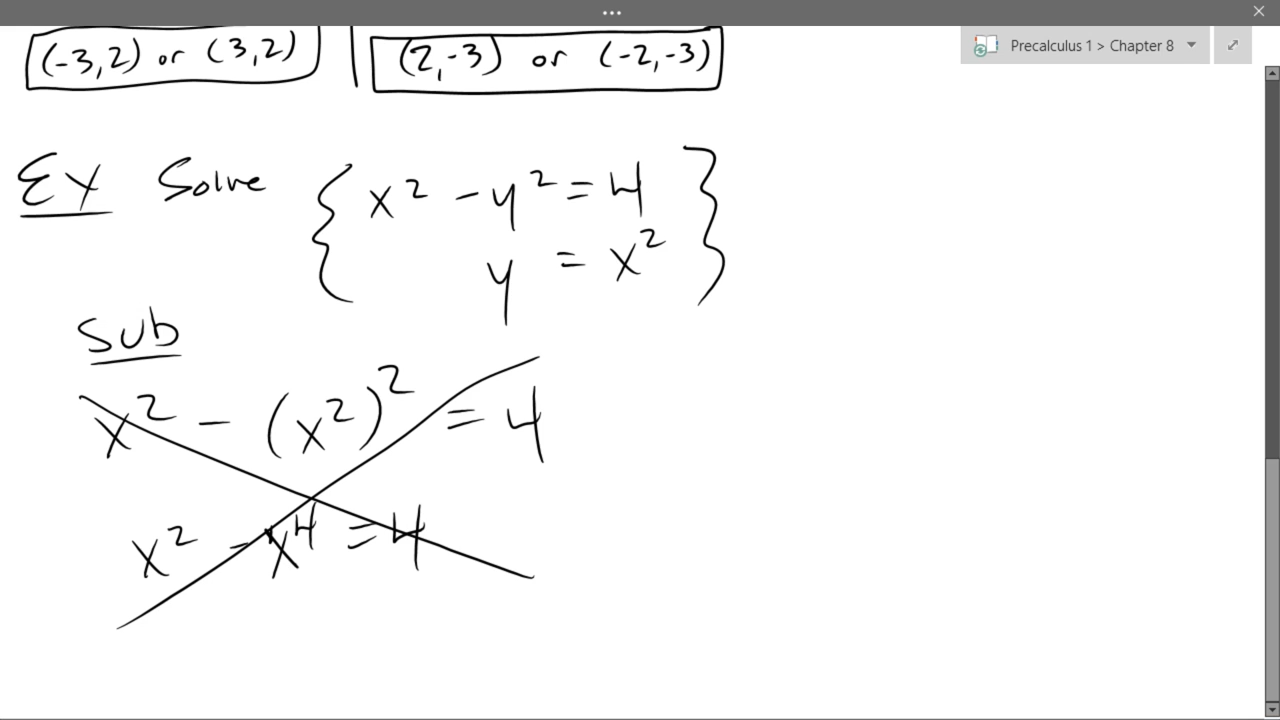 Precalculus 1 > Chapter 8
(-3,2) or (3,2)
(2,-3) or (-2,-3)
EX Solve { x² - y² = 4
y = x² }
Sub
x² - (x²)² = 4
x² - x⁴ = 4